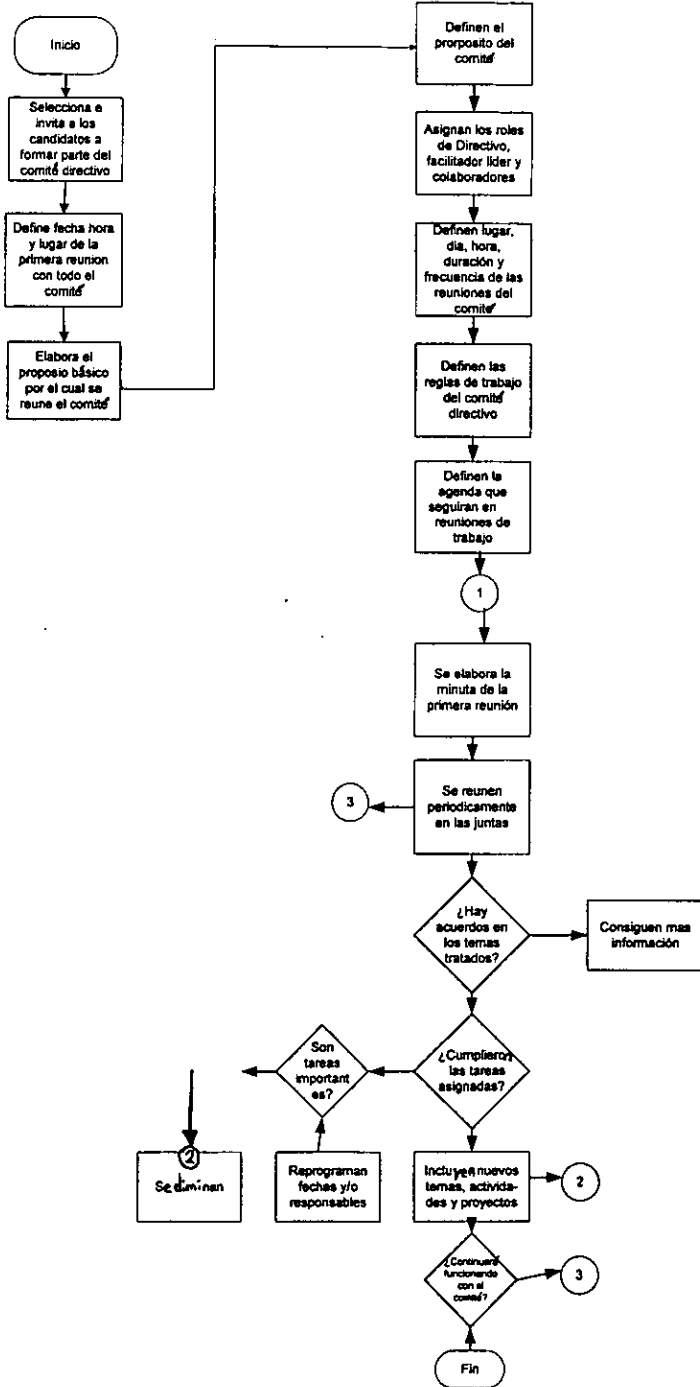 Inicio
Selecciona e
invita a los
candidatos a
formar parte del
comité directivo
Define fecha hora
y lugar de la
primera reunion
con todo el
comité
Elabora el
proposio básico
por el cual se
reune el comité
Definen el
prorposito del
comité
Asignan los roles
de Directivo,
facilitador lider y
colaboradores
Definen lugar,
dia, hora,
duración y
frecuencia de las
reuniones del
comité
Definen las
reglas de trabajo
del comité
directivo
Definen la
agenda que
seguiran en
reuniones de
trabajo
1
Se elabora la
minuta de la
primera reunión
Se reunen
periodicamente
en las juntas
3
¿Hay
acuerdos en
los temas
tratados?
Consiguen mas
información
¿Cumplieron
las tareas
asignadas?
Son
tareas
important
es?
2
Se eliminan
Reprograman
fechas y/o
responsables
Incluyen nuevos
temas, activida-
des y proyectos
2
¿Continuará
funcionando
con el
comité?
3
Fin